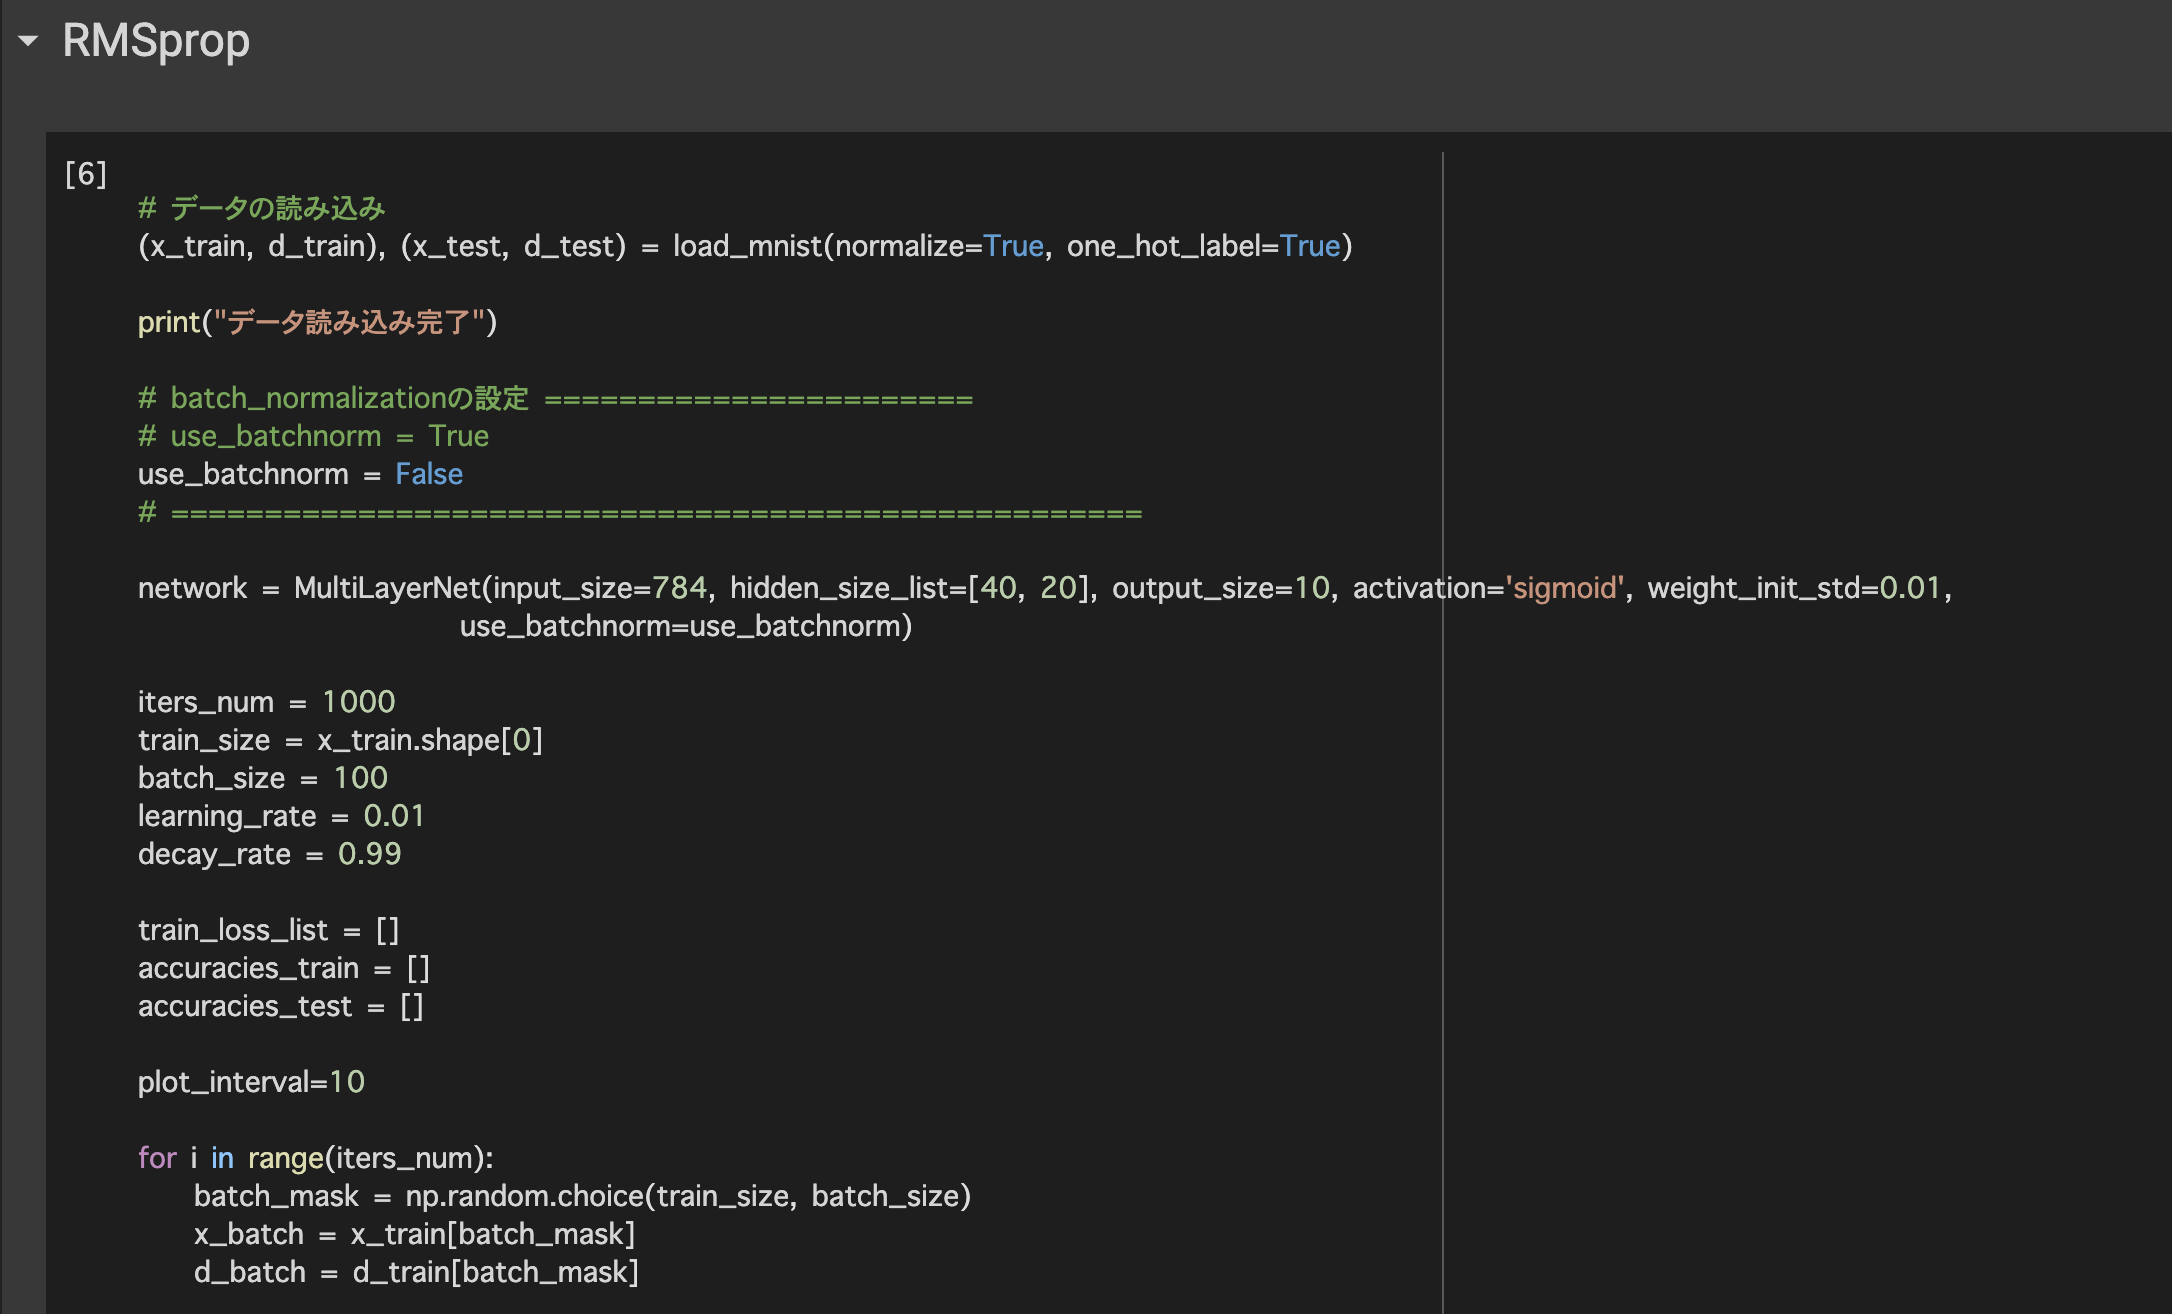 RMSprop
[6]
# データの読み込み
(x_train, d_train), (x_test, d_test) = load_mnist(normalize=True, one_hot_label=True)
print("データ読み込み完了")
# batch_normalizationの設定 =======================
# use_batchnorm = True
use_batchnorm = False
# ====================================================
network = MultiLayerNet(input_size=784, hidden_size_list=[40, 20], output_size=10, activation='sigmoid', weight_init_std=0.01,
use_batchnorm=use_batchnorm)
iters_num = 1000
train_size = x_train.shape[0]
batch_size = 100
learning_rate = 0.01
decay_rate = 0.99
train_loss_list = []
accuracies_train = []
accuracies_test = []
plot_interval=10
for i in range(iters_num):
batch_mask = np.random.choice(train_size, batch_size)
x_batch = x_train[batch_mask]
d_batch = d_train[batch_mask]